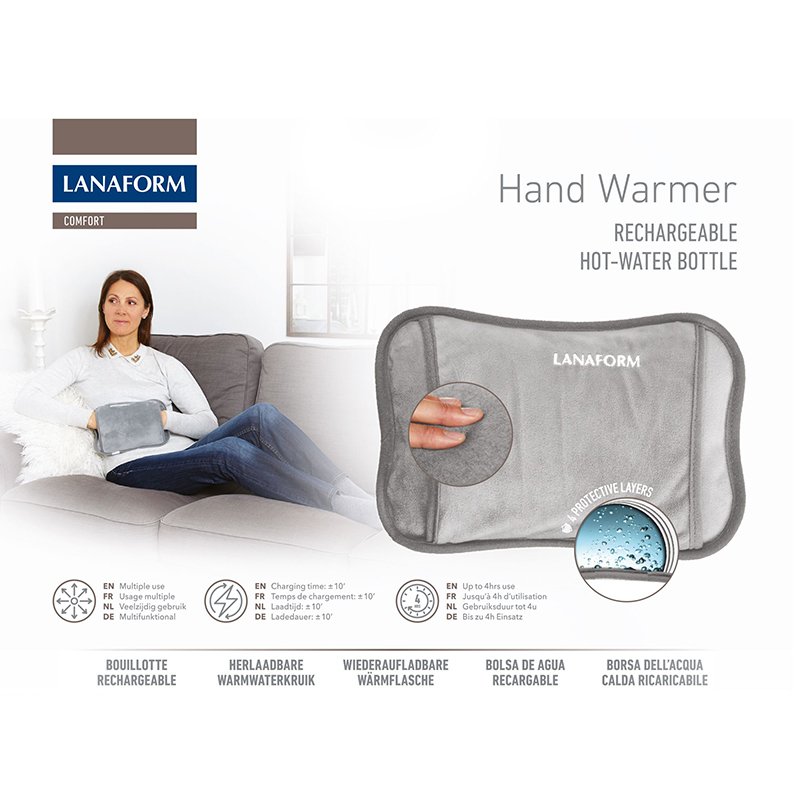 LANAFORM
COMFORT
Hand Warmer
RECHARGEABLE
HOT-WATER BOTTLE
LANAFORM
4 PROTECTIVE LAYERS
EN Multiple use
FR Usage multiple
NL Veelzijdig gebruik
DE Multifunktional
EN Charging time: ±10'
FR Temps de chargement: ±10'
NL Laadtijd: ±10'
DE Ladedauer: ±10'
4
HRS
EN Up to 4hrs use
FR Jusqu'à 4h d'utilisation
NL Gebruiksduur tot 4u
DE Bis zu 4h Einsatz
BOUILLOTTE
RECHARGEABLE
HERLAADBARE
WARMWATERKRUIK
WIEDERAUFLADBARE
WÄRMFLASCHE
BOLSA DE AGUA
RECARGABLE
BORSA DELL'ACQUA
CALDA RICARICABILE